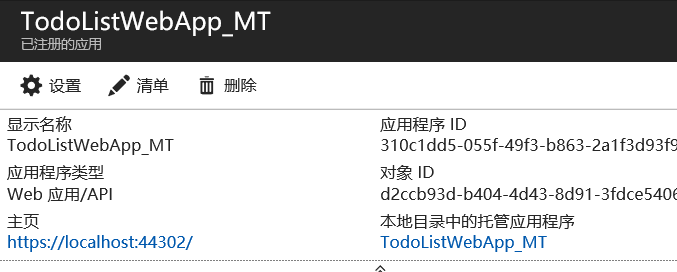 TodoListWebApp_MT
已注册的应用
设置 清单 删除
显示名称
TodoListWebApp_MT
应用程序类型
Web 应用/API
主页
https://localhost:44302/
应用程序 ID
310c1dd5-055f-49f3-b863-2a1f3d93f9
对象 ID
d2ccb93d-b404-4d43-8d91-3fdce5406
本地目录中的托管应用程序
TodoListWebApp_MT